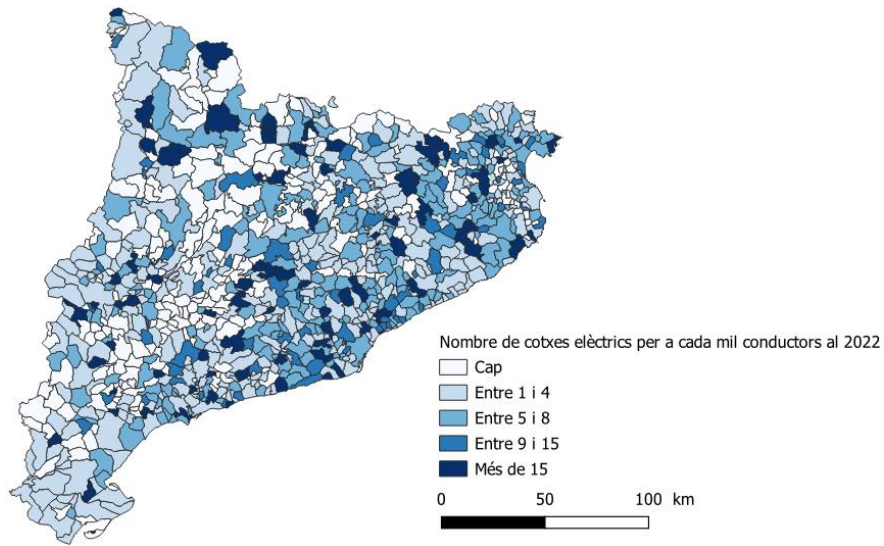 Nombre de cotxes elèctrics per a cada mil conductors al 2022
Cap
Entre 1 i 4
Entre 5 i 8
Entre 9 i 15
Més de 15
0 50 100 km